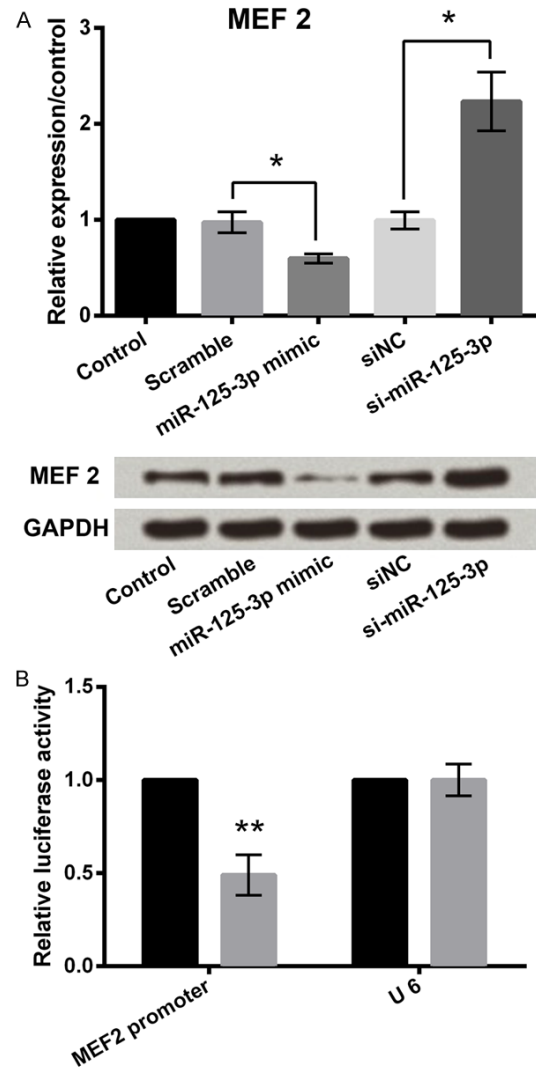 A
MEF 2
Relative expression/control
3
2
1
0
*
*
Control
Scramble
miR-125-3p mimic
siNC
si-miR-125-3p
MEF 2
GAPDH
Control
Scramble
miR-125-3p mimic
siNC
si-miR-125-3p
B
Relative luciferase activity
1.5
1.0
0.5
0.0
**
MEF2 promoter
U 6